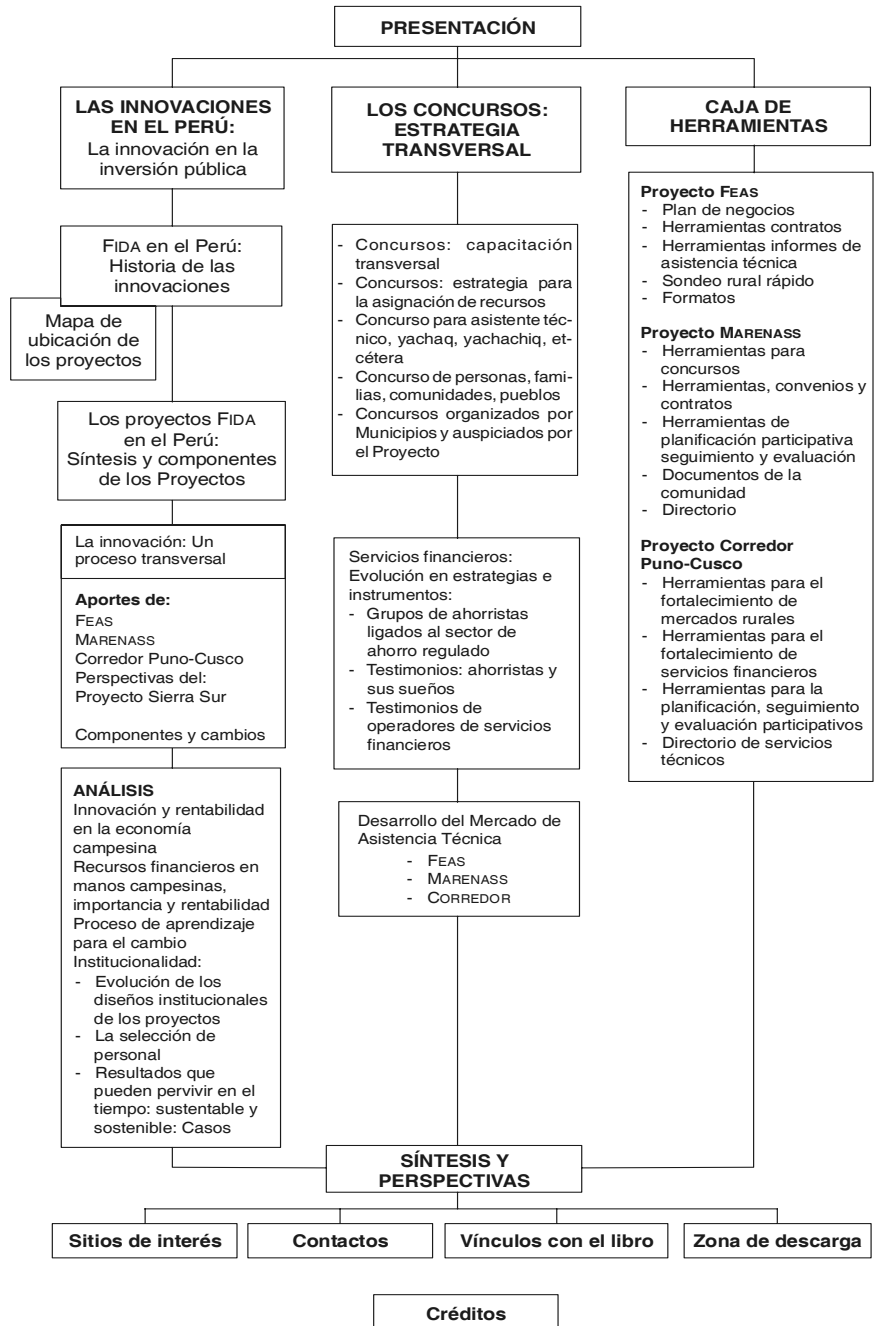 PRESENTACIÓN
LAS INNOVACIONES
EN EL PERÚ:
La innovación en la
inversión pública
FIDA en el Perú:
Historia de las
innovaciones
Mapa de
ubicación de
los proyectos
Los proyectos FIDA
en el Perú:
Síntesis y componentes
de los Proyectos
La innovación: Un
proceso transversal
Aportes de:
FEAS
MARENASS
Corredor Puno-Cusco
Perspectivas del:
Proyecto Sierra Sur
Componentes y cambios
ANÁLISIS
Innovación y rentabilidad
en la economía
campesina
Recursos financieros en
manos campesinas,
importancia y rentabilidad
Proceso de aprendizaje
para el cambio
Institucionalidad:
- Evolución de los
diseños institucionales
de los proyectos
- La selección de
personal
- Resultados que
pueden pervivir en el
tiempo: sustentable y
sostenible: Casos
LOS CONCURSOS:
ESTRATEGIA
TRANSVERSAL
- Concursos: capacitación
transversal
- Concursos: estrategia para
la asignación de recursos
- Concurso para asistente téc-
nico, yachaq, yachachiq, et-
cétera
- Concurso de personas, fami-
lias, comunidades, pueblos
- Concursos organizados por
Municipios y auspiciados por
el Proyecto
Servicios financieros:
Evolución en estrategias e
instrumentos:
- Grupos de ahorristas
ligados al sector de
ahorro regulado
- Testimonios: ahorristas y
sus sueños
- Testimonios de
operadores de servicios
financieros
Desarrollo del Mercado de
Asistencia Técnica
- FEAS
- MARENASS
- CORREDOR
CAJA DE
HERRAMIENTAS
Proyecto FEAS
- Plan de negocios
- Herramientas contratos
- Herramientas informes de
asistencia técnica
- Sondeo rural rápido
- Formatos
Proyecto MARENASS
- Herramientas para
concursos
- Herramientas, convenios y
contratos
- Herramientas de
planificación participativa
seguimiento y evaluación
- Documentos de la
comunidad
- Directorio
Proyecto Corredor
Puno-Cusco
- Herramientas para el
fortalecimiento de
mercados rurales
- Herramientas para el
fortalecimiento de
servicios financieros
- Herramientas para la
planificación, seguimiento
y evaluación participativos
- Directorio de servicios
técnicos
SÍNTESIS Y
PERSPECTIVAS
Sitios de interés
Contactos
Vínculos con el libro
Zona de descarga
Créditos